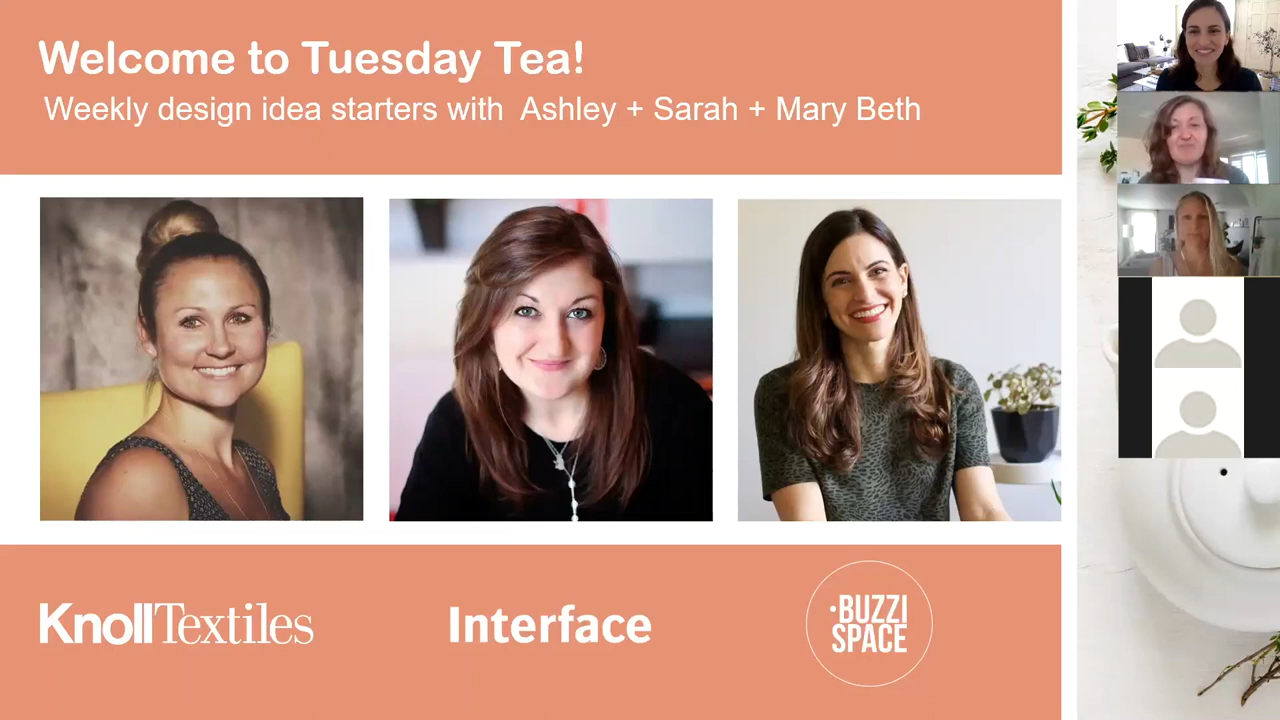 Welcome to Tuesday Tea!
Weekly design idea starters with Ashley + Sarah + Mary Beth
KnollTextiles
Interface
·BUZZI
SPACE